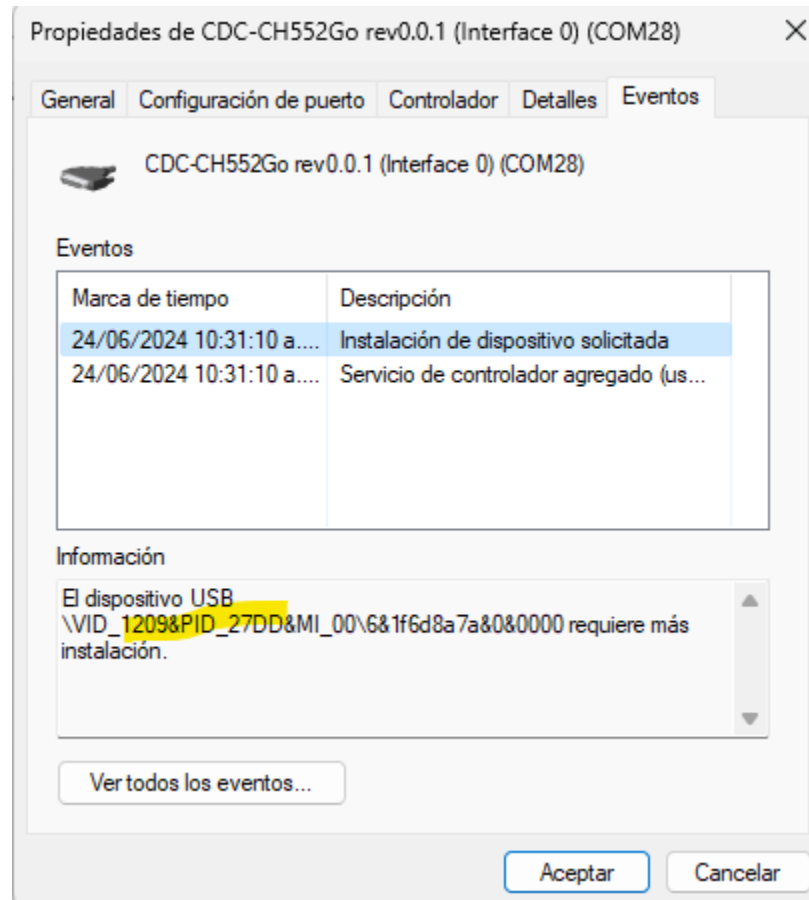 Propiedades de CDC-CH552Go rev0.0.1 (Interface 0) (COM28)
General Configuración de puerto Controlador Detalles Eventos
CDC-CH552Go rev0.0.1 (Interface 0) (COM28)
Eventos
Marca de tiempo Descripción
24/06/2024 10:31:10 a.... Instalación de dispositivo solicitada
24/06/2024 10:31:10 a.... Servicio de controlador agregado (us...
Información
El dispositivo USB
\VID_1209&PID_27DD&MI_00\6&1f6d8a7a&0&0000 requiere más
instalación.
Ver todos los eventos...
Aceptar Cancelar